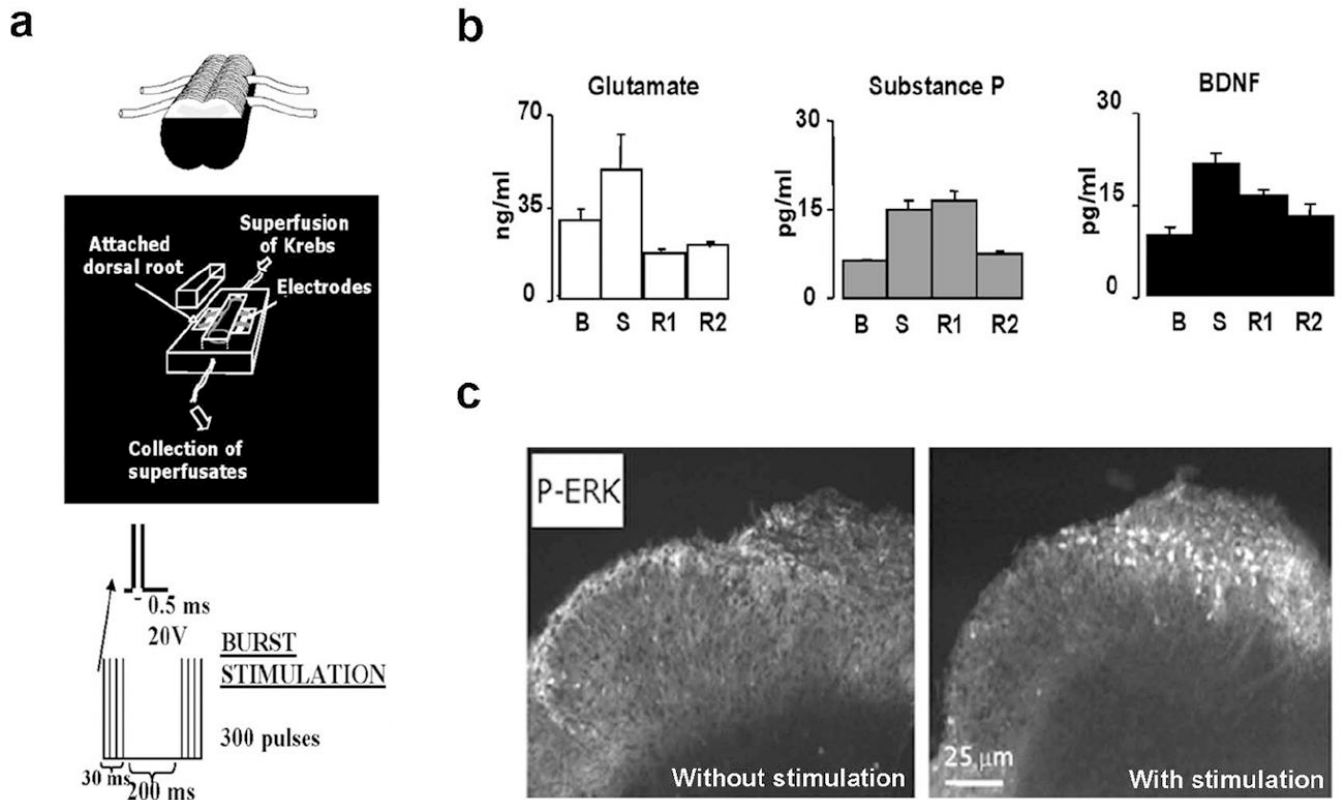 a
Attached
dorsal root
Superfusion
of Krebs
Electrodes
Collection of
superfusates
0.5 ms
20V
BURST
STIMULATION
300 pulses
30 ms
200 ms
b
Glutamate
70
35
0
ng/ml
B S R1 R2
Substance P
30
15
0
pg/ml
B S R1 R2
BDNF
30
15
0
pg/ml
B S R1 R2
c
P-ERK
Without stimulation
25 µm
With stimulation